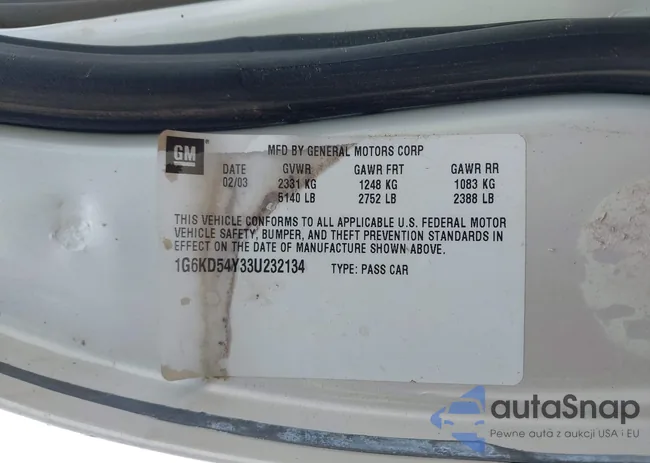 GM
MFD BY GENERAL MOTORS CORP
DATE GVWR GAWR FRT GAWR RR
02/03 2331 KG 1248 KG 1083 KG
5140 LB 2752 LB 2388 LB
THIS VEHICLE CONFORMS TO ALL APPLICABLE U.S. FEDERAL MOTOR
VEHICLE SAFETY, BUMPER, AND THEFT PREVENTION STANDARDS IN
EFFECT ON THE DATE OF MANUFACTURE SHOWN ABOVE.
1G6KD54Y33U232134 TYPE: PASS CAR
autaSnap
Pewne auta z aukcji USA i EU